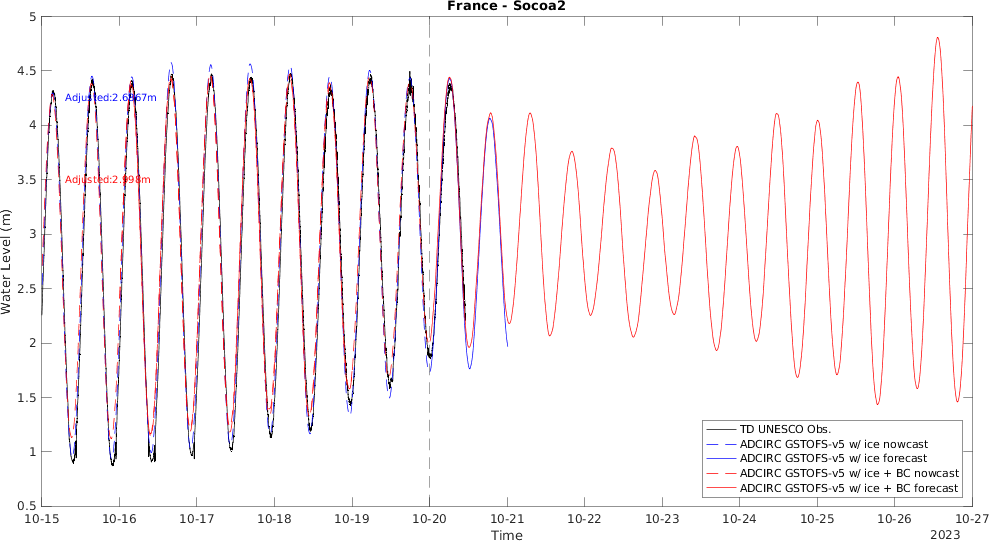 France - Socoa2
5
4.5
4
3.5
3
2.5
2
1.5
1
0.5
Water Level (m)
Adjusted:2.6967m
Adjusted:2.998m
TD UNESCO Obs.
ADCIRC GSTOFS-v5 w/ ice nowcast
ADCIRC GSTOFS-v5 w/ ice forecast
ADCIRC GSTOFS-v5 w/ ice + BC nowcast
ADCIRC GSTOFS-v5 w/ ice + BC forecast
10-15 10-16 10-17 10-18 10-19 10-20 10-21 10-22 10-23 10-24 10-25 10-26 10-27
Time
2023